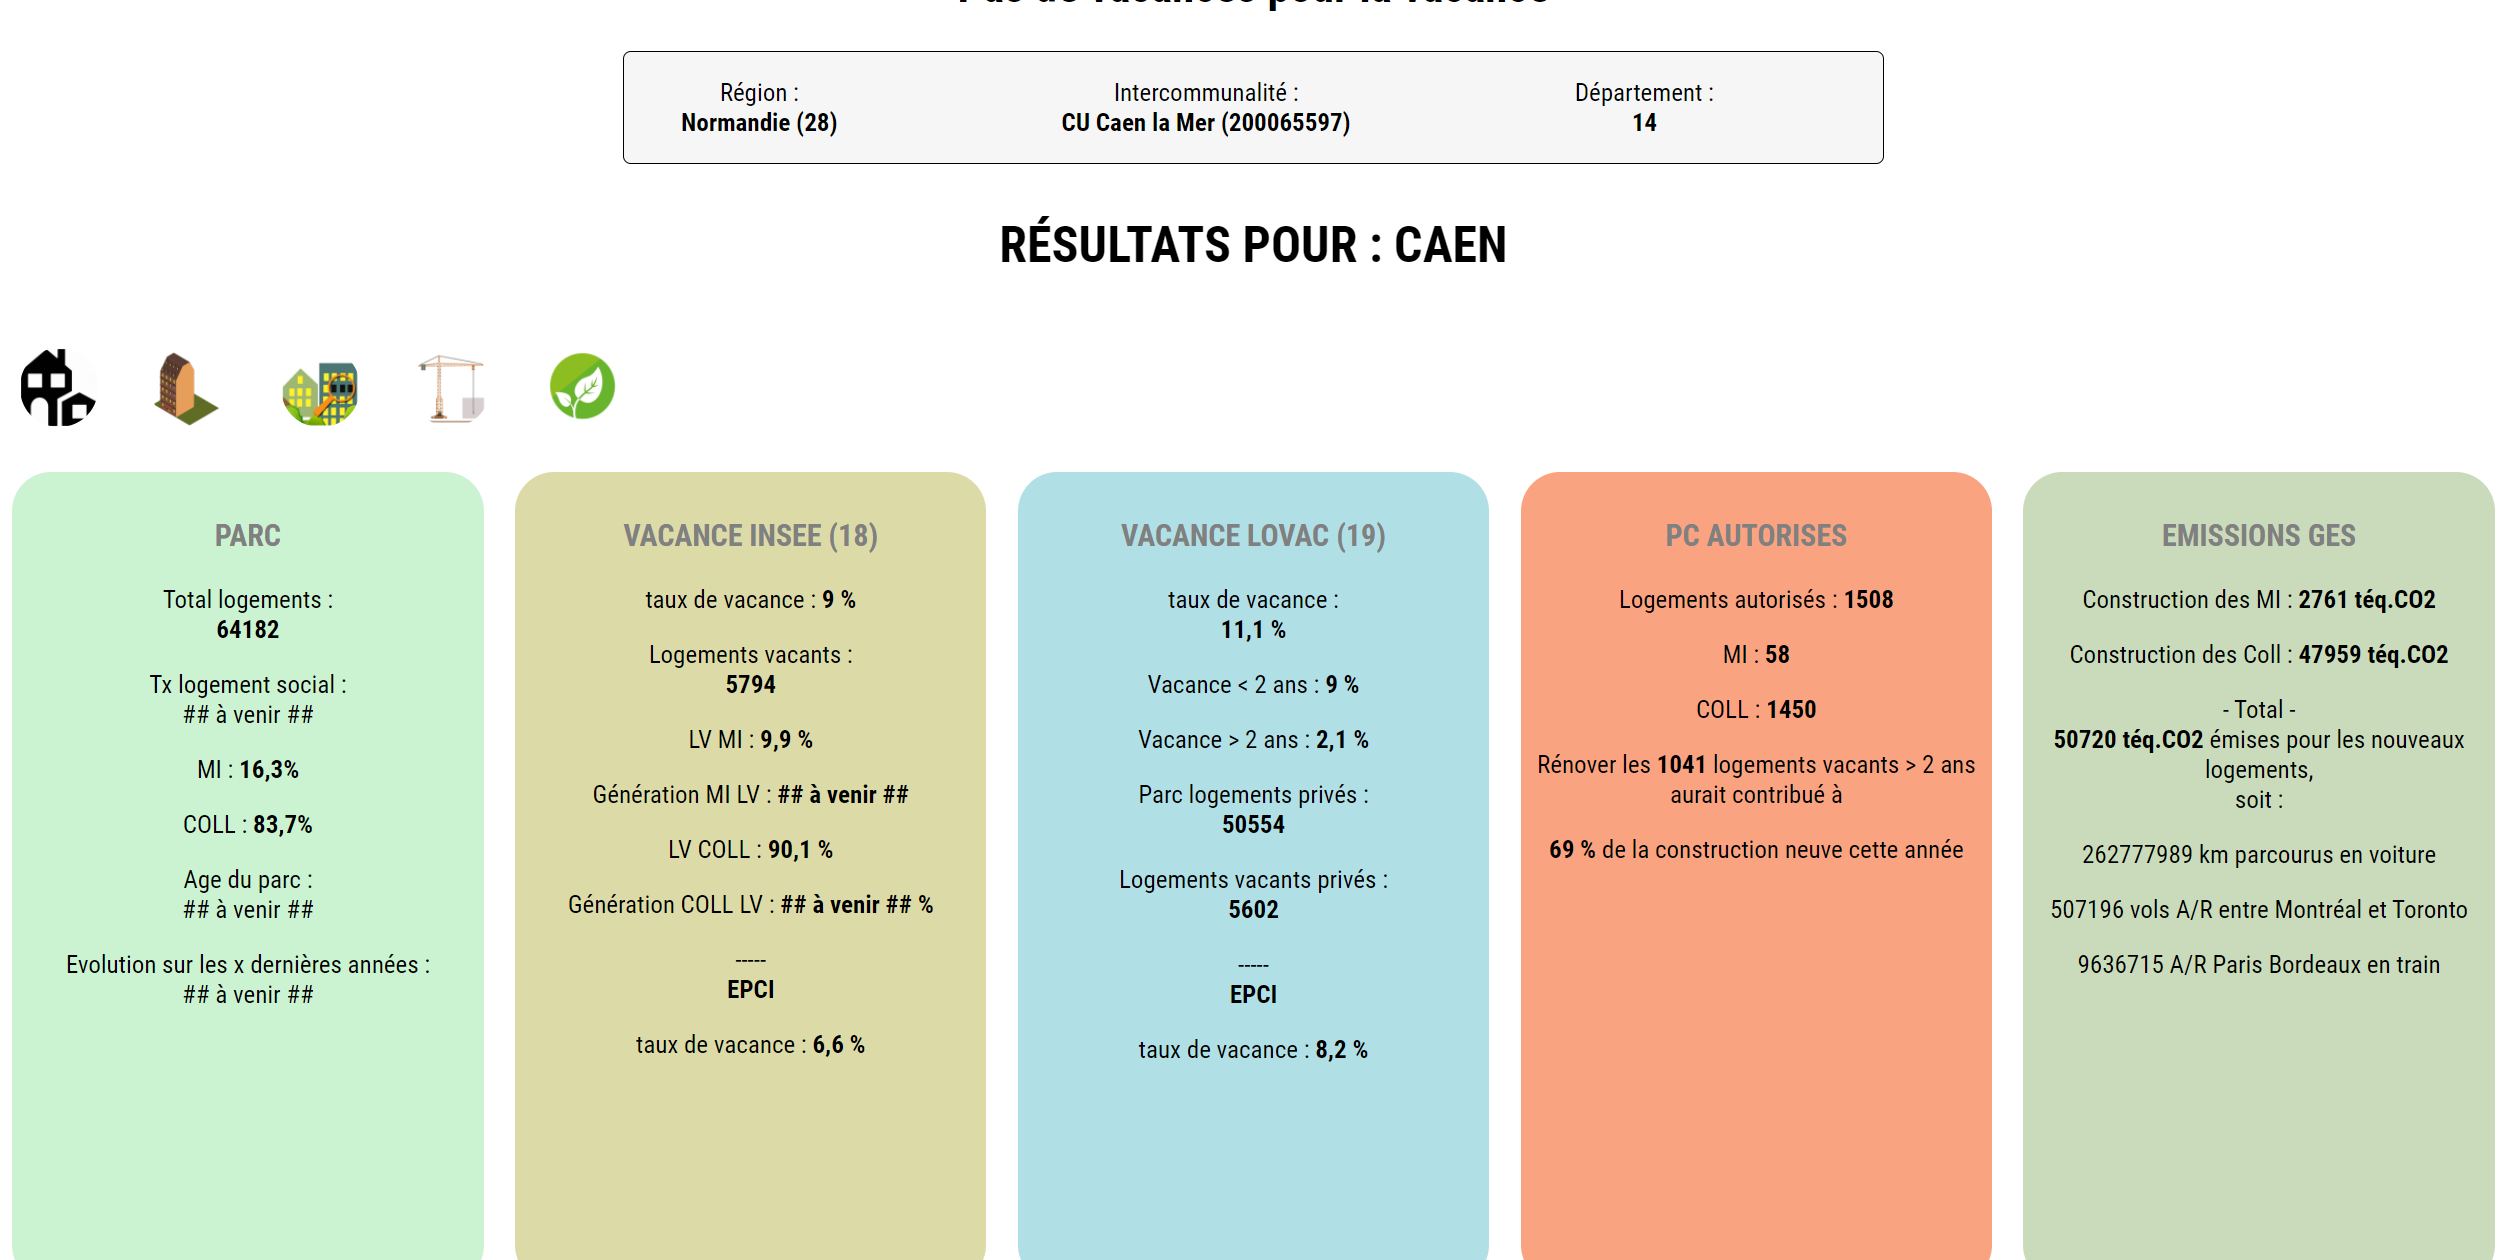 Pas de vacances pour la vacance
Région :
Normandie (28)
Intercommunalité :
CU Caen la Mer (200065597)
Département :
14
RÉSULTATS POUR : CAEN
PARC
Total logements :
64182
Tx logement social :
## à venir ##
MI : 16,3%
COLL : 83,7%
Age du parc :
## à venir ##
Evolution sur les x dernières années :
## à venir ##
VACANCE INSEE (18)
taux de vacance : 9 %
Logements vacants :
5794
LV MI : 9,9 %
Génération MI LV : ## à venir ##
LV COLL : 90,1 %
Génération COLL LV : ## à venir ## %
-----
EPCI
taux de vacance : 6,6 %
VACANCE LOVAC (19)
taux de vacance :
11,1 %
Vacance < 2 ans : 9 %
Vacance > 2 ans : 2,1 %
Parc logements privés :
50554
Logements vacants privés :
5602
-----
EPCI
taux de vacance : 8,2 %
PC AUTORISES
Logements autorisés : 1508
MI : 58
COLL : 1450
Rénover les 1041 logements vacants > 2 ans
aurait contribué à
69 % de la construction neuve cette année
EMISSIONS GES
Construction des MI : 2761 téq.CO2
Construction des Coll : 47959 téq.CO2
- Total -
50720 téq.CO2 émises pour les nouveaux
logements,
soit :
262777989 km parcourus en voiture
507196 vols A/R entre Montréal et Toronto
9636715 A/R Paris Bordeaux en train